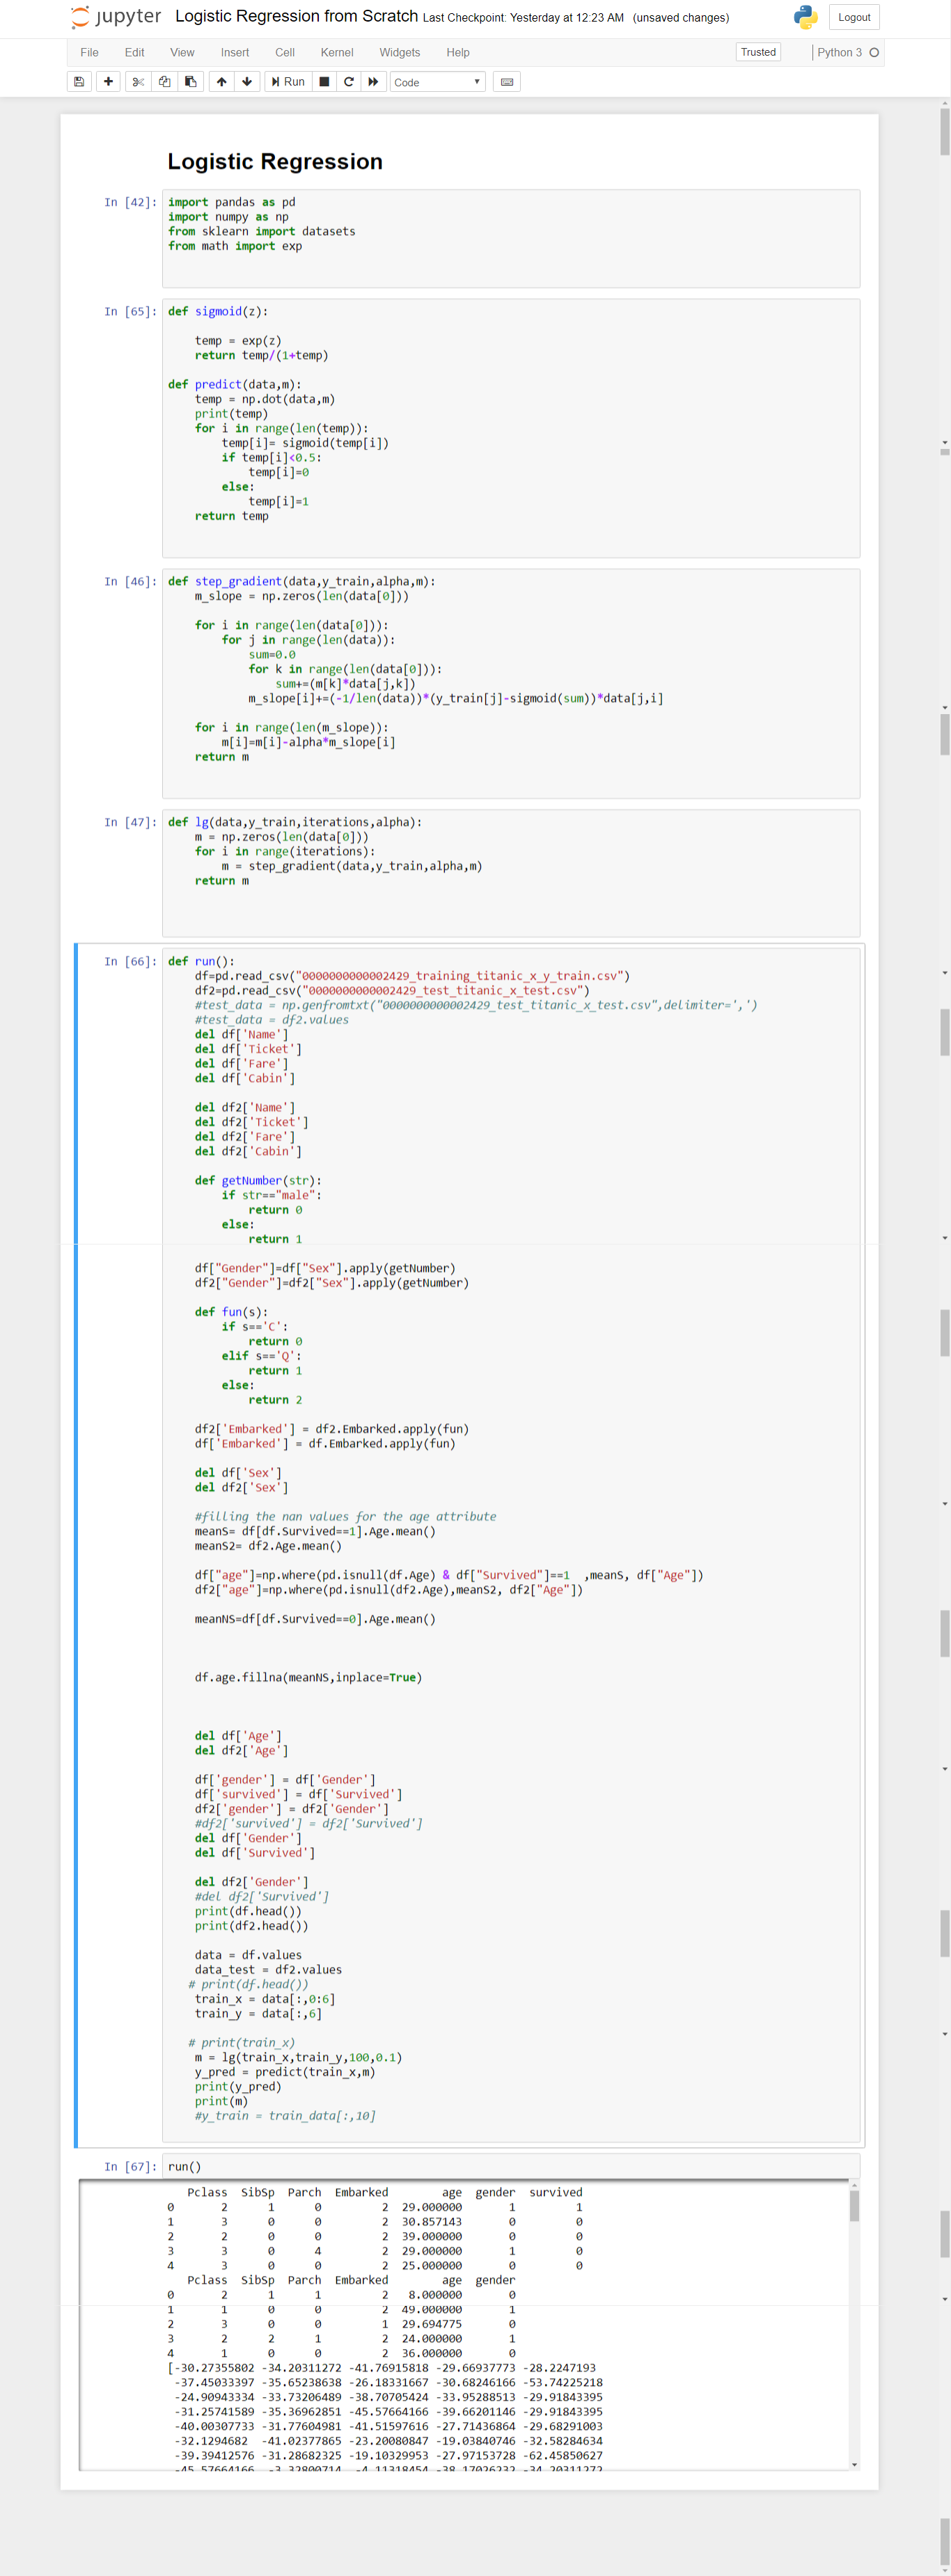 jupyter Logistic Regression from Scratch Last Checkpoint: Yesterday at 12:23 AM (unsaved changes) Logout
File Edit View Insert Cell Kernel Widgets Help Trusted Python 3
Run Code
Logistic Regression
In [42]: import pandas as pd
import numpy as np
from sklearn import datasets
from math import exp
In [65]: def sigmoid(z):
temp = exp(z)
return temp/(1+temp)
def predict(data,m):
temp = np.dot(data,m)
print(temp)
for i in range(len(temp)):
temp[i]= sigmoid(temp[i])
if temp[i]<0.5:
temp[i]=0
else:
temp[i]=1
return temp
In [46]: def step_gradient(data,y_train,alpha,m):
m_slope = np.zeros(len(data[0]))
for i in range(len(data[0])):
for j in range(len(data)):
sum=0.0
for k in range(len(data[0])):
sum+=(m[k]*data[j,k])
m_slope[i]+=(-1/len(data))*(y_train[j]-sigmoid(sum))*data[j,i]
for i in range(len(m_slope)):
m[i]=m[i]-alpha*m_slope[i]
return m
In [47]: def lg(data,y_train,iterations,alpha):
m = np.zeros(len(data[0]))
for i in range(iterations):
m = step_gradient(data,y_train,alpha,m)
return m
In [66]: def run():
df=pd.read_csv("0000000000002429_training_titanic_x_y_train.csv")
df2=pd.read_csv("0000000000002429_test_titanic_x_test.csv")
#test_data = np.genfromtxt("0000000000002429_test_titanic_x_test.csv",delimiter=',')
#test_data = df2.values
del df['Name']
del df['Ticket']
del df['Fare']
del df['Cabin']
del df2['Name']
del df2['Ticket']
del df2['Fare']
del df2['Cabin']
def getNumber(str):
if str=="male":
return 0
else:
return 1
df["Gender"]=df["Sex"].apply(getNumber)
df2["Gender"]=df2["Sex"].apply(getNumber)
def fun(s):
if s=='C':
return 0
elif s=='Q':
return 1
else:
return 2
df2['Embarked'] = df2.Embarked.apply(fun)
df['Embarked'] = df.Embarked.apply(fun)
del df['Sex']
del df2['Sex']
#filling the nan values for the age attribute
meanS= df[df.Survived==1].Age.mean()
meanS2= df2.Age.mean()
df["age"]=np.where(pd.isnull(df.Age) & df["Survived"]==1 ,meanS, df["Age"])
df2["age"]=np.where(pd.isnull(df2.Age),meanS2, df2["Age"])
meanNS=df[df.Survived==0].Age.mean()
df.age.fillna(meanNS,inplace=True)
del df['Age']
del df2['Age']
df['gender'] = df['Gender']
df['survived'] = df['Survived']
df2['gender'] = df2['Gender']
#df2['survived'] = df2['Survived']
del df['Gender']
del df['Survived']
del df2['Gender']
#del df2['Survived']
print(df.head())
print(df2.head())
data = df.values
data_test = df2.values
# print(df.head())
train_x = data[:,0:6]
train_y = data[:,6]
# print(train_x)
m = lg(train_x,train_y,100,0.1)
y_pred = predict(train_x,m)
print(y_pred)
print(m)
#y_train = train_data[:,10]
In [67]: run()
Pclass SibSp Parch Embarked age gender survived
0 2 1 0 2 29.000000 1 1
1 3 0 0 2 30.857143 0 0
2 2 0 0 2 39.000000 0 0
3 3 0 4 2 29.000000 1 0
4 3 0 0 2 25.000000 0 0
Pclass SibSp Parch Embarked age gender
0 2 1 1 2 8.000000 0
1 1 0 0 2 49.000000 1
2 3 0 0 1 29.694775 0
3 2 2 1 2 24.000000 1
4 1 0 0 2 36.000000 0
[-30.27355802 -34.20311272 -41.76915818 -29.66937773 -28.2247193
-37.45033397 -35.65238638 -26.18331667 -30.68246166 -53.74225218
-24.90943334 -33.73206489 -38.70705424 -33.95288513 -29.91843395
-31.25741589 -35.36962851 -45.57664166 -39.66201146 -29.91843395
-40.00307733 -31.77604981 -41.51597616 -27.71436864 -29.68291003
-32.1294682 -41.02377865 -23.20080847 -19.03840746 -32.58284634
-39.39412576 -31.28682325 -19.10329953 -27.97153728 -62.45850627
-45.57664166 -3.32800714 -4.11318454 -38.17026232 -34.20311272